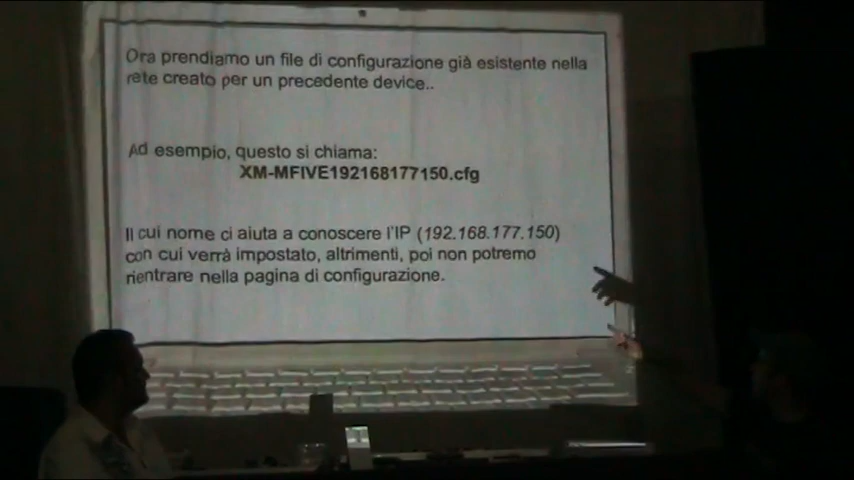 Ora prendiamo un file di configurazione già esistente nella
rete creato per un precedente device..
Ad esempio, questo si chiama:
XM-MFIVE192168177150.cfg
Il cui nome ci aiuta a conoscere l'IP (192.168.177.150)
con cui verrà impostato, altrimenti, poi non potremo
rientrare nella pagina di configurazione.